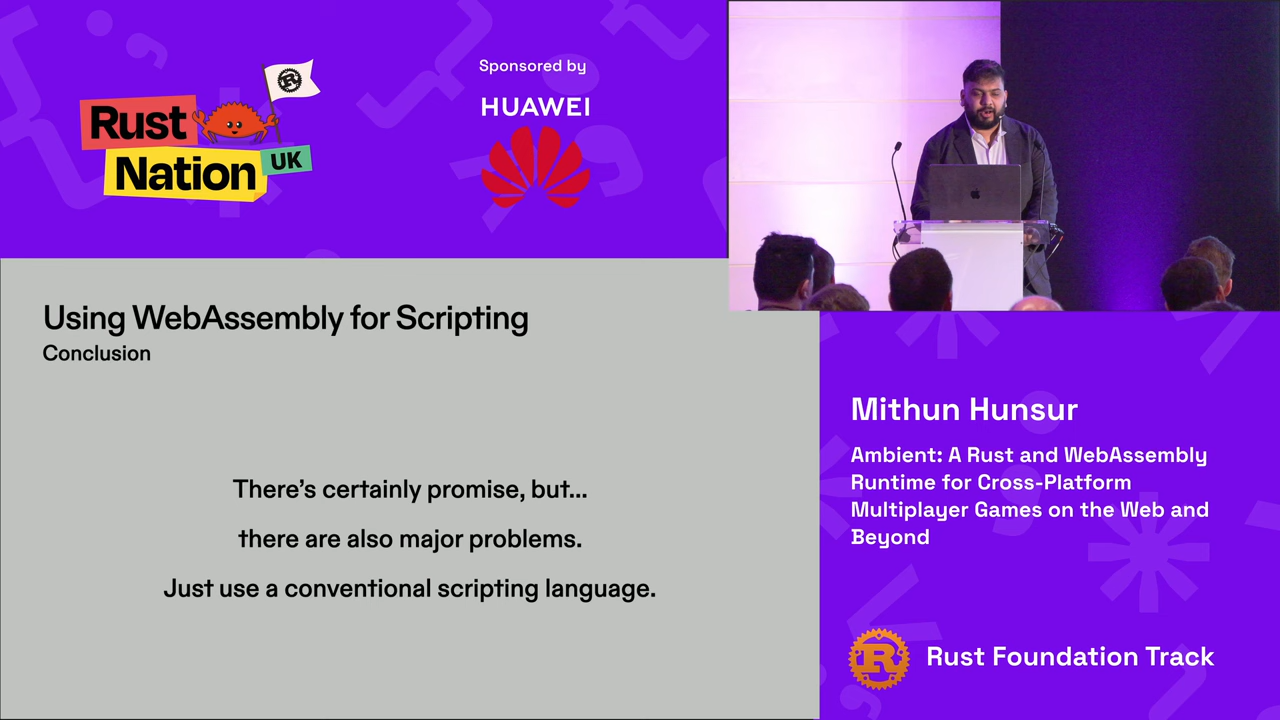 Rust
Nation
UK
Sponsored by
HUAWEI
Using WebAssembly for Scripting
Conclusion
There's certainly promise, but...
there are also major problems.
Just use a conventional scripting language.
Mithun Hunsur
Ambient: A Rust and WebAssembly
Runtime for Cross-Platform
Multiplayer Games on the Web and
Beyond
Rust Foundation Track